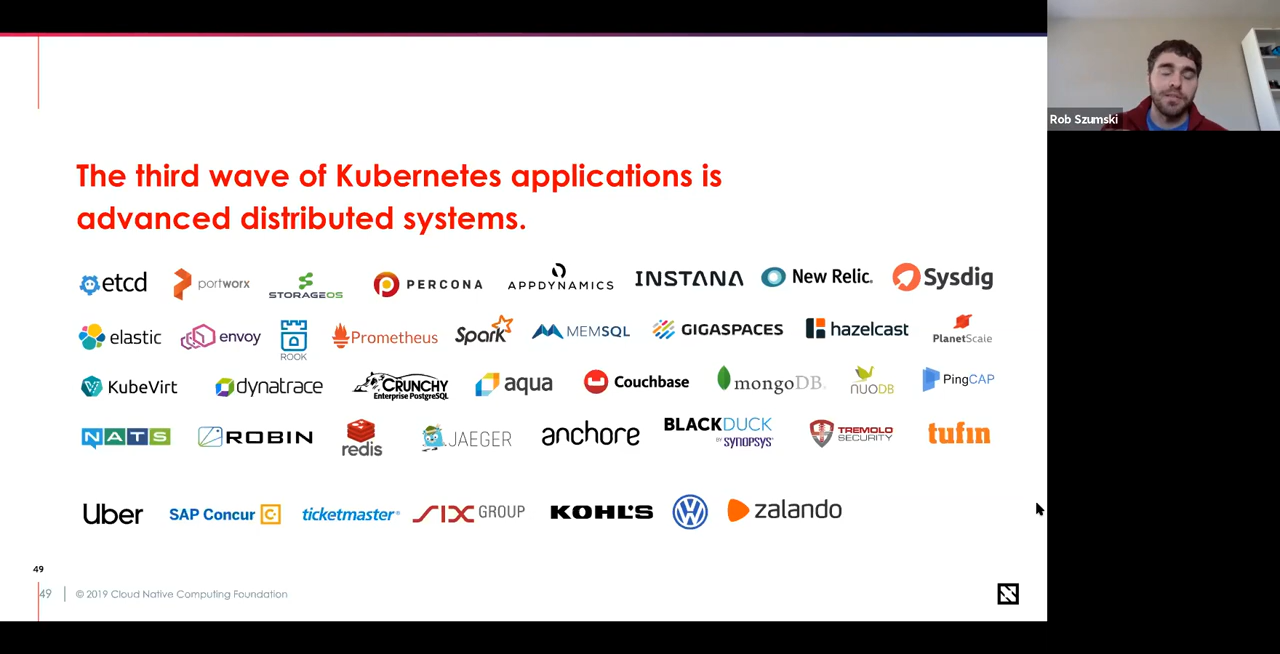 Rob Szumski
The third wave of Kubernetes applications is
advanced distributed systems.
etcd portworx STORAGEOS PERCONA APPDYNAMICS INSTANA New Relic. Sysdig
elastic envoy ROOK Prometheus Spark MEMSQL GIGASPACES hazelcast PlanetScale
KubeVirt dynatrace CRUNCHY Enterprise PostgreSQL aqua Couchbase mongoDB. NUODB PingCAP
NATS ROBIN redis JAEGER anchore BLACKDUCK BY SYNOPSYS TREMOLO SECURITY tufin
Uber SAP Concur C ticketmaster SIX GROUP KOHL'S VW zalando
49
49 | © 2019 Cloud Native Computing Foundation